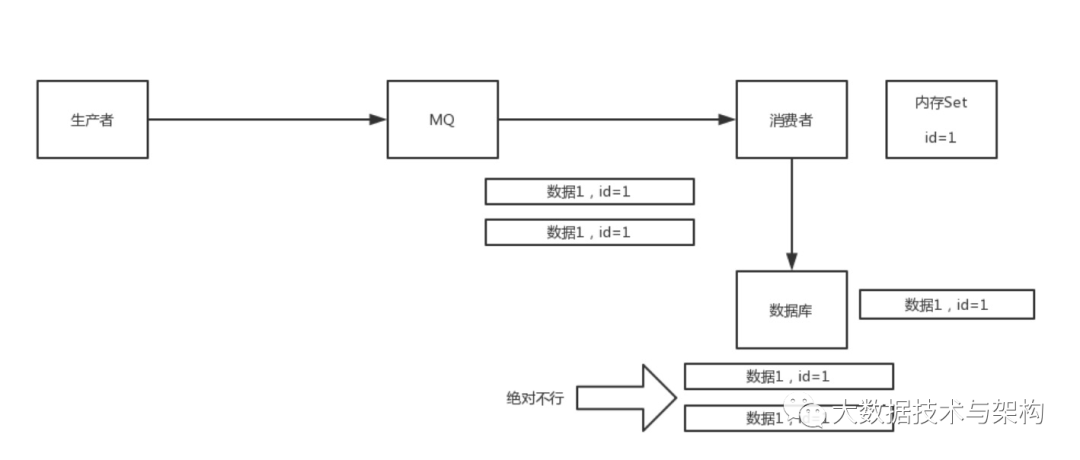 生产者
MQ
消费者
内存Set
id=1
数据1，id=1
数据1，id=1
数据库
数据1，id=1
绝对不行
数据1，id=1
数据1，id=1
大数据技术与架构